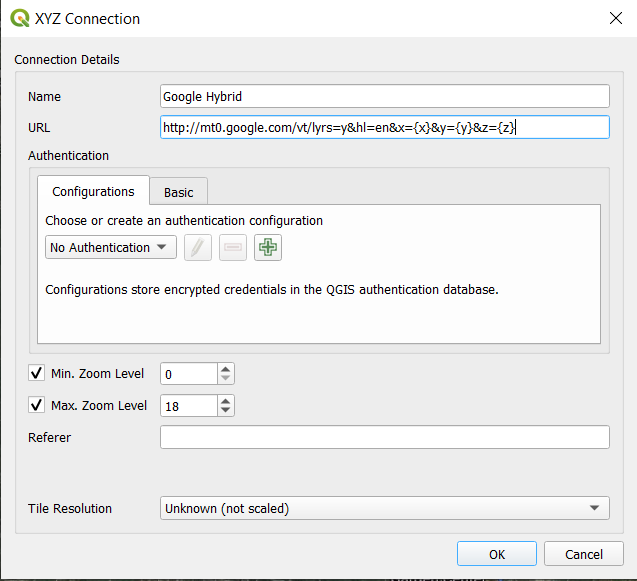 XYZ Connection
Connection Details
Name
Google Hybrid
URL
http://mt0.google.com/vt/lyrs=y&hl=en&x={x}&y={y}&z={z}
Authentication
Configurations
Basic
Choose or create an authentication configuration
No Authentication
Configurations store encrypted credentials in the QGIS authentication database.
Min. Zoom Level
0
Max. Zoom Level
18
Referer
Tile Resolution
Unknown (not scaled)
OK
Cancel